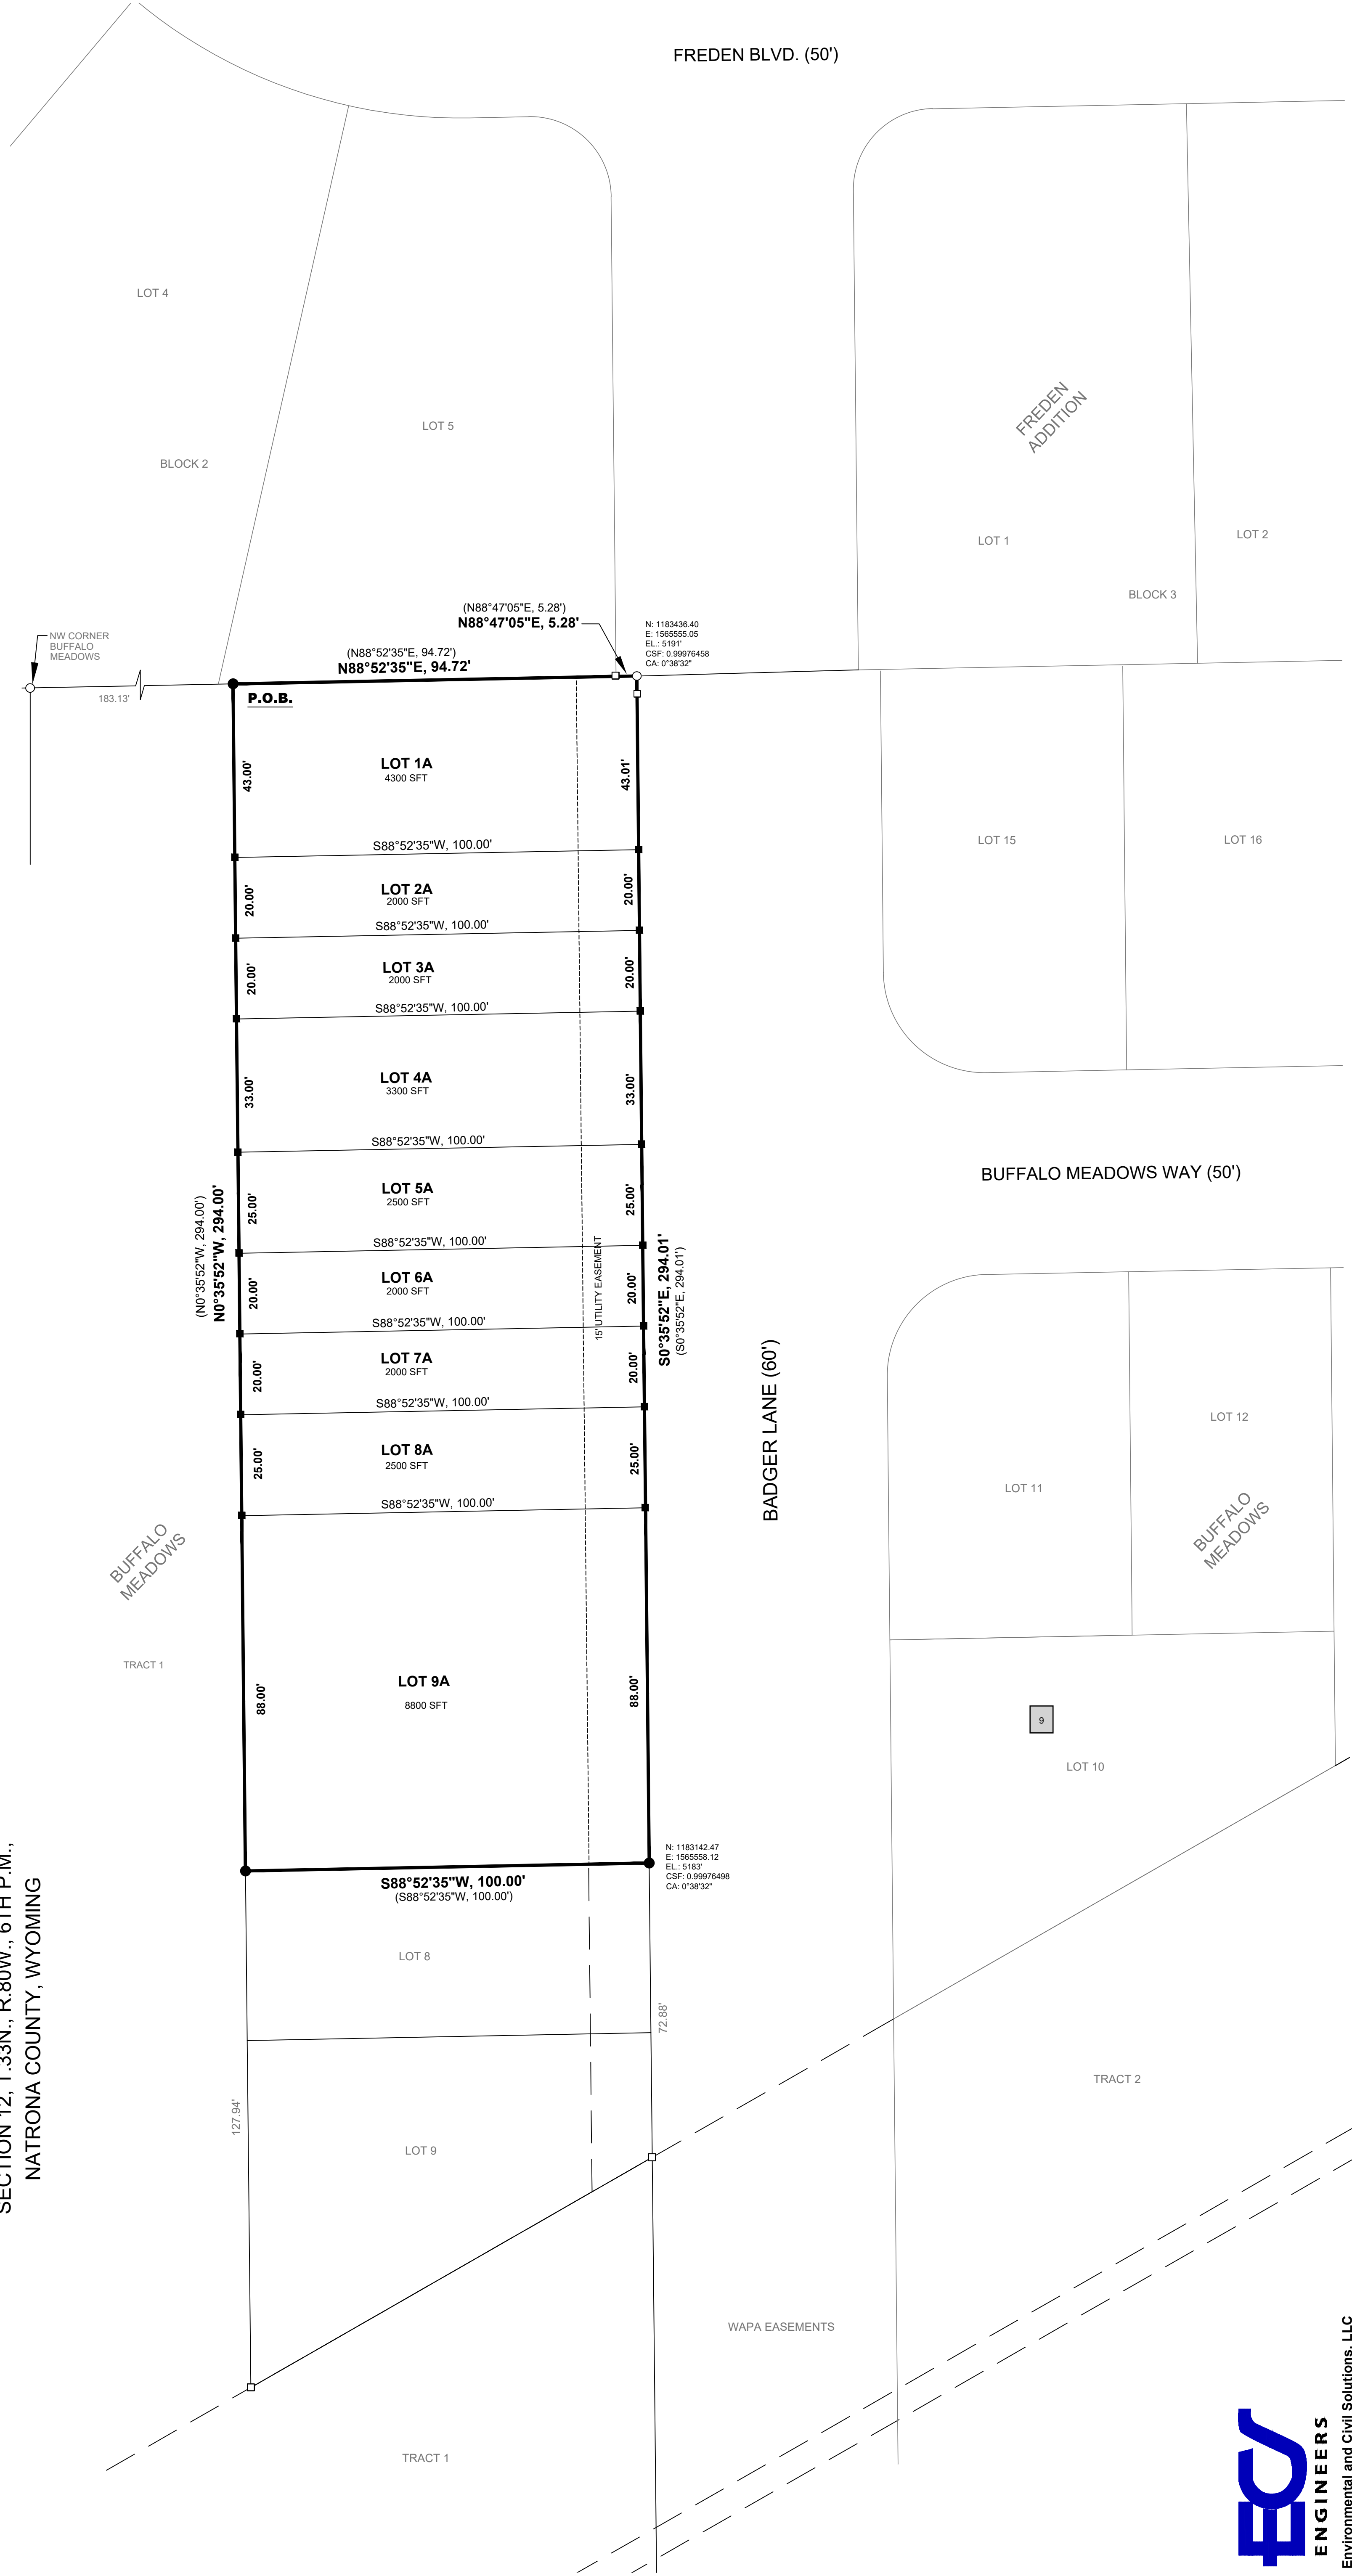 FREDEN BLVD. (50')
LOT 4
LOT 5
BLOCK 2
FREDEN
ADDITION
LOT 1
LOT 2
BLOCK 3
NW CORNER
BUFFALO
MEADOWS
183.13'
(N88°47'05"E, 5.28')
N88°47'05"E, 5.28'
(N88°52'35"E, 94.72')
N88°52'35"E, 94.72'
N: 1183436.40
E: 1565555.05
EL.: 5191'
CSF: 0.99976458
CA: 0°38'32"
P.O.B.
43.00'
LOT 1A
4300 SFT
43.01'
S88°52'35"W, 100.00'
LOT 15
LOT 16
20.00'
LOT 2A
2000 SFT
20.00'
S88°52'35"W, 100.00'
20.00'
LOT 3A
2000 SFT
20.00'
S88°52'35"W, 100.00'
33.00'
LOT 4A
3300 SFT
33.00'
S88°52'35"W, 100.00'
BUFFALO MEADOWS WAY (50')
25.00'
LOT 5A
2500 SFT
25.00'
S88°52'35"W, 100.00'
(N0°35'52"W, 294.00')
N0°35'52"W, 294.00'
20.00'
LOT 6A
2000 SFT
15' UTILITY EASEMENT
20.00'
S0°35'52"E, 294.01'
(S0°35'52"E, 294.01')
S88°52'35"W, 100.00'
20.00'
LOT 7A
2000 SFT
20.00'
S88°52'35"W, 100.00'
BADGER LANE (60')
25.00'
LOT 8A
2500 SFT
25.00'
S88°52'35"W, 100.00'
LOT 12
LOT 11
BUFFALO
MEADOWS
BUFFALO
MEADOWS
TRACT 1
88.00'
LOT 9A
8800 SFT
88.00'
9
LOT 10
N: 1183142.47
E: 1565558.12
EL.: 5183'
CSF: 0.99976498
CA: 0°38'32"
S88°52'35"W, 100.00'
(S88°52'35"W, 100.00')
LOT 8
72.88'
127.94'
LOT 9
TRACT 2
WAPA EASEMENTS
TRACT 1
SECTION 12, T.33N., R.80W., 6TH P.M.,
NATRONA COUNTY, WYOMING
ECS
ENGINEERS
Environmental and Civil Solutions, LLC